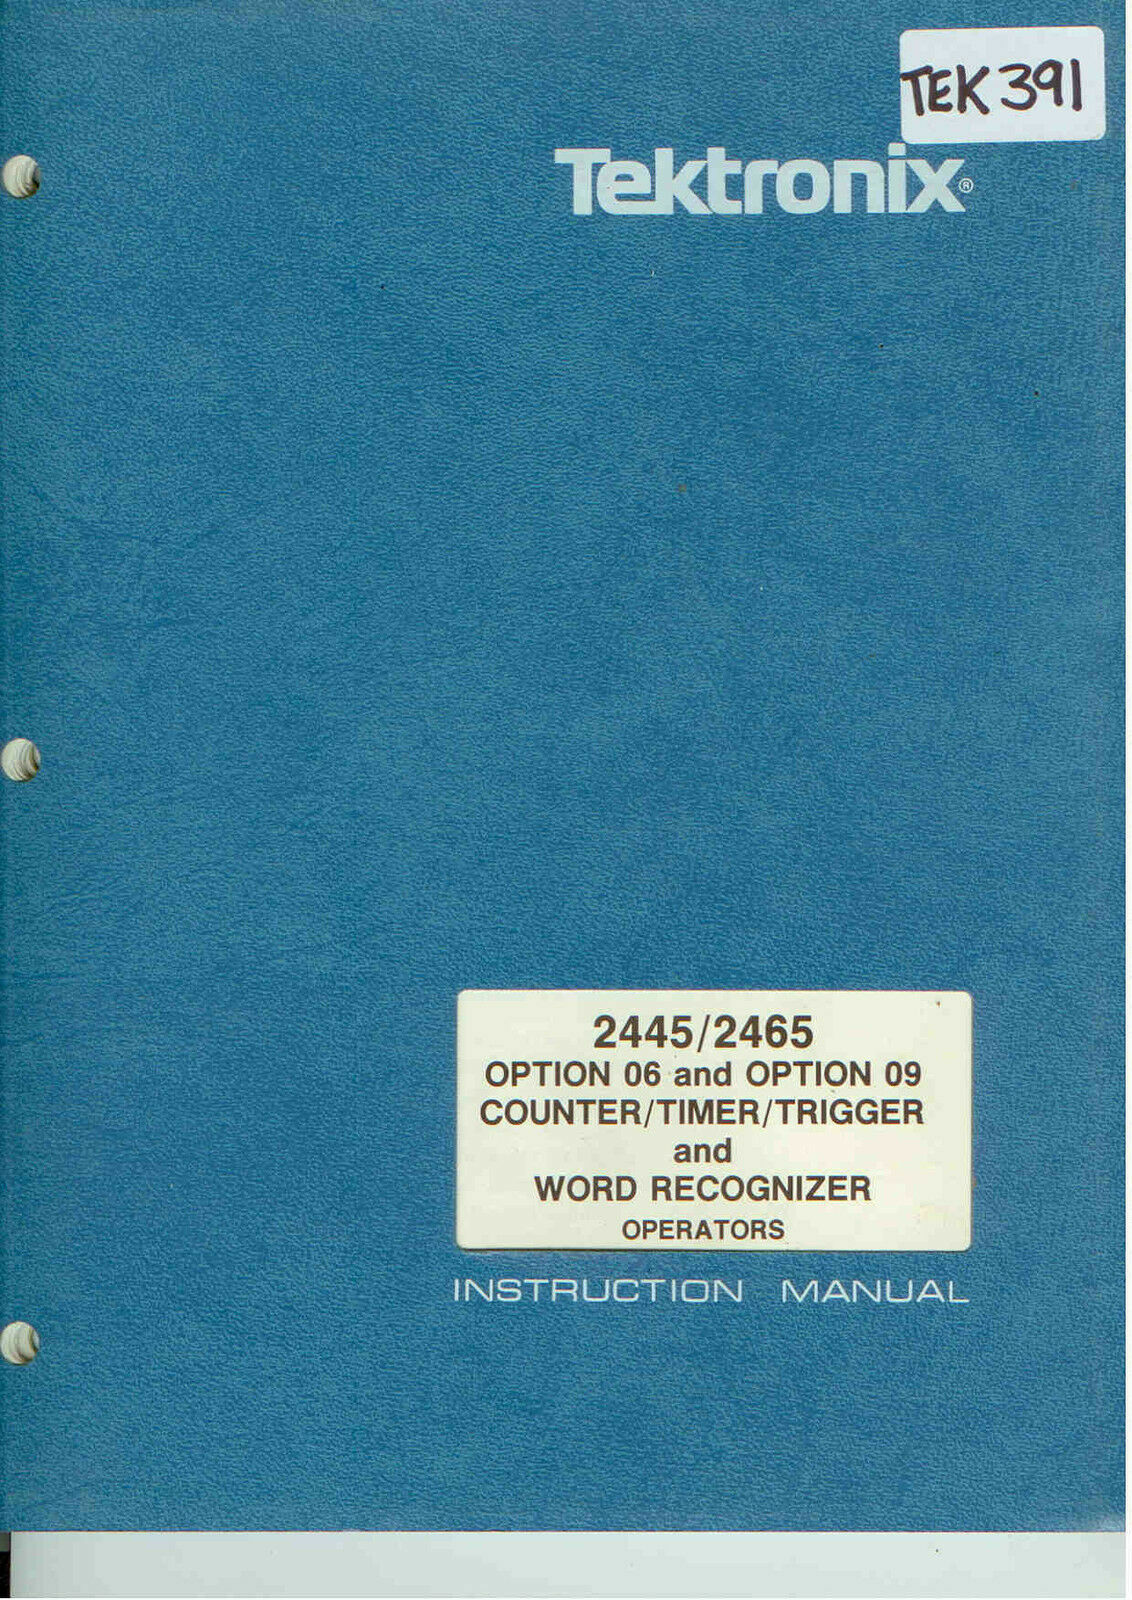 TEK 391
Tektronix®
2445/2465
OPTION 06 and OPTION 09
COUNTER/TIMER/TRIGGER
and
WORD RECOGNIZER
OPERATORS
INSTRUCTION MANUAL